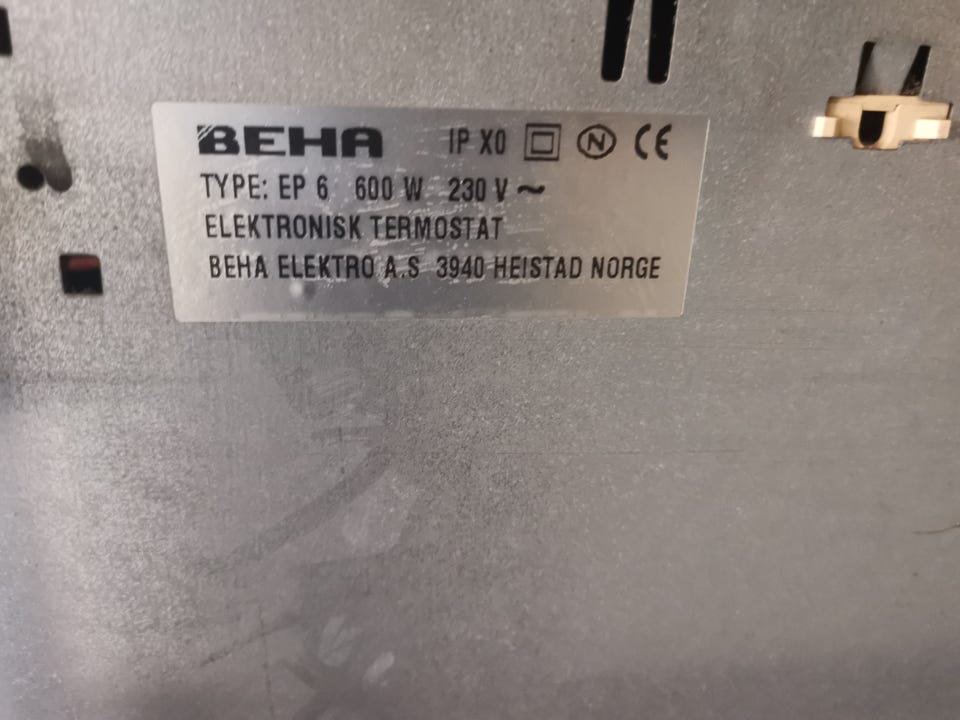 BEHA IP X0 N CE
TYPE: EP 6 600 W 230 V ~
ELEKTRONISK TERMOSTAT
BEHA ELEKTRO A.S 3940 HEISTAD NORGE